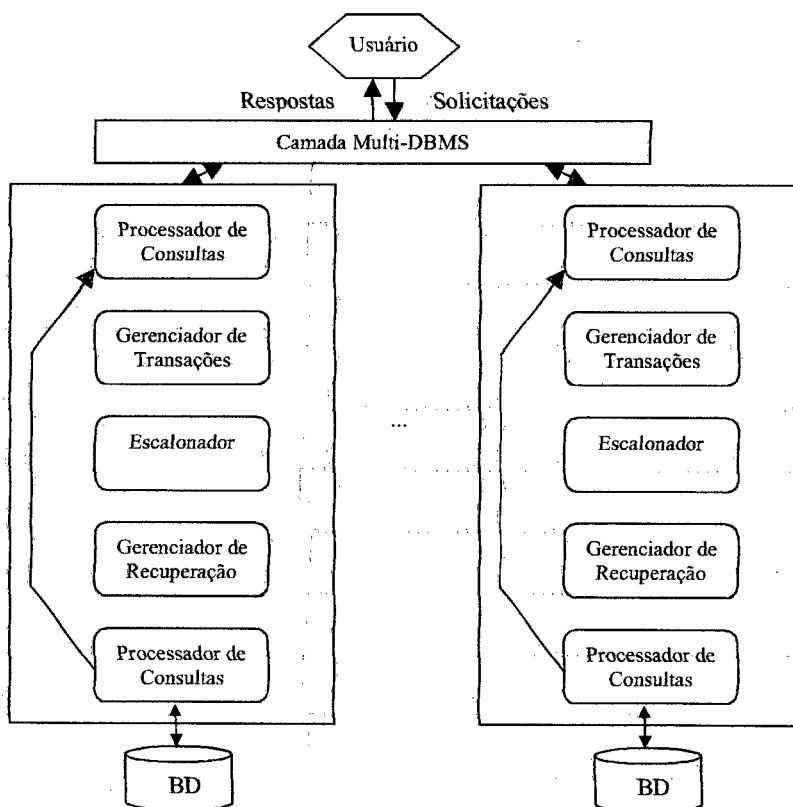 Usuário
Respostas
Solicitações
Camada Multi-DBMS
Processador de
Consultas
Gerenciador de
Transações
Escalonador
Gerenciador de
Recuperação
Processador de
Consultas
BD
...
Processador de
Consultas
Gerenciador de
Transações
Escalonador
Gerenciador de
Recuperação
Processador de
Consultas
BD